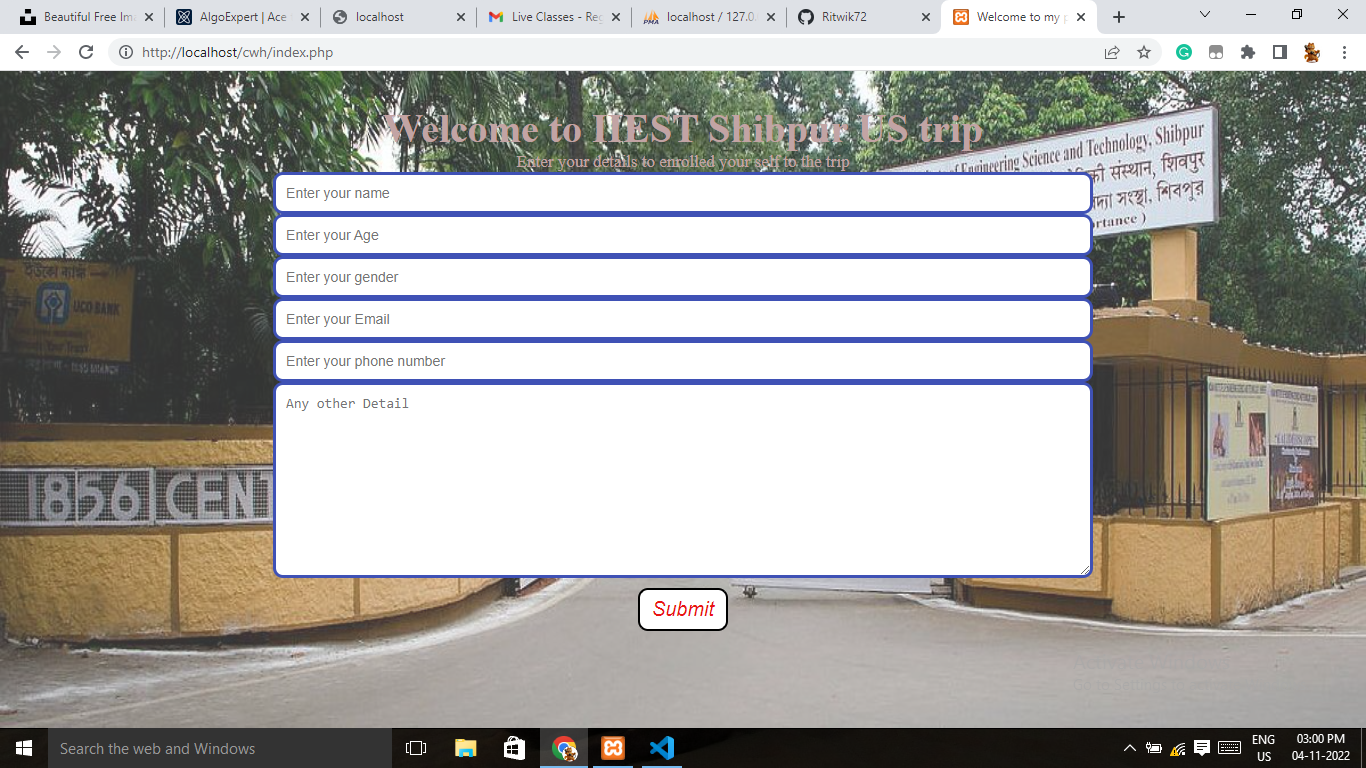 Beautiful Free Im
AlgoExpert | Ace
localhost
Live Classes - Reg
localhost / 127.0.
Ritwik72
Welcome to my p
http://localhost/cwh/index.php
Welcome to IIEST Shibpur US trip
Enter your details to enrolled your self to the trip
of Engineering Science and Technology, Shibpur
संस्थान, शिवपुर
সংস্থা, শিবপুর
rtance )
Enter your name
Enter your Age
Enter your gender
Enter your Email
Enter your phone number
Any other Detail
ইউকো ব্যাঙ্ক
UCO BANK
1856 CENT
Submit
Search the web and Windows
ENG
US
03:00 PM
04-11-2022